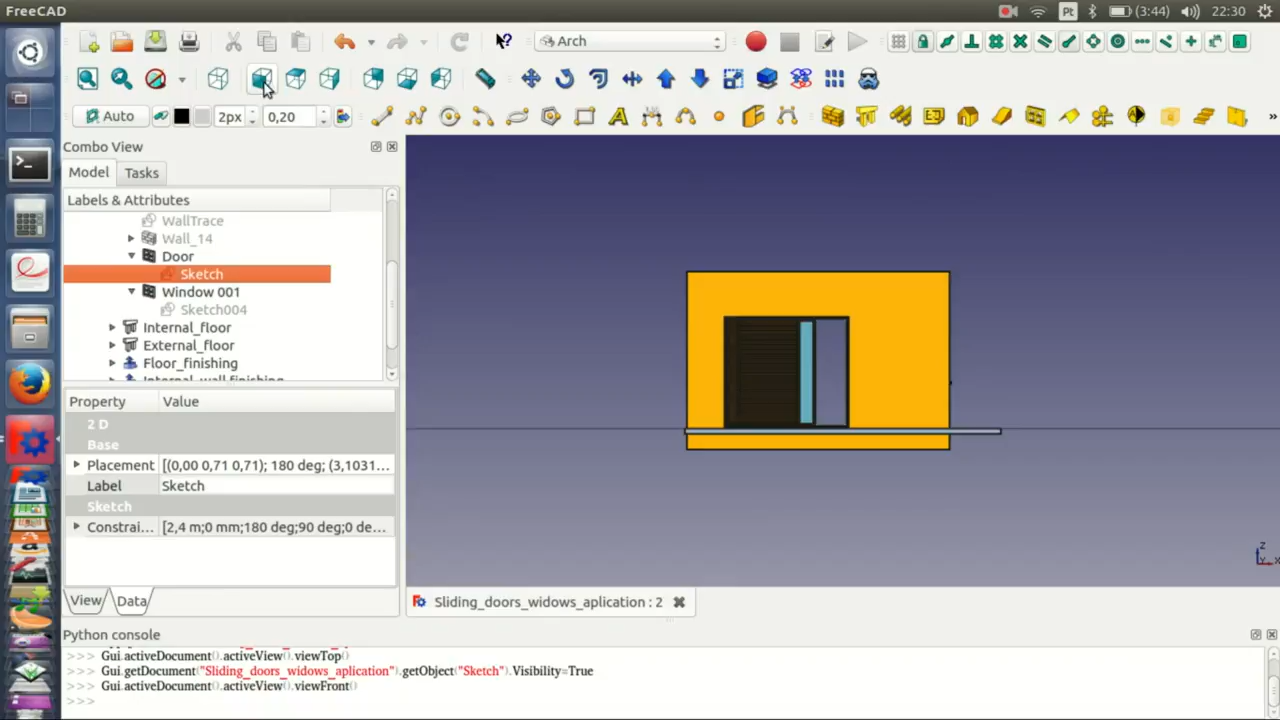 FreeCAD
Pt
(3:44)
22:30
Arch
Auto
2px
0,20
A
»
Combo View
Model
Tasks
Labels & Attributes
WallTrace
Wall_14
Door
Sketch
Window 001
Sketch004
Internal_floor
External_floor
Floor_finishing
Internal_wall finishing
Property
Value
2 D
Base
Placement
[(0,00 0,71 0,71); 180 deg; (3,1031...
Label
Sketch
Sketch
Constrai...
[2,4 m;0 mm;180 deg;90 deg;0 de...
Z
Y
X
View
Data
Sliding_doors_widows_aplication : 2
Python console
>>> Gui.activeDocument().activeView().viewTop()
>>> Gui.getDocument("Sliding_doors_widows_aplication").getObject("Sketch").Visibility=True
>>> Gui.activeDocument().activeView().viewFront()
>>>